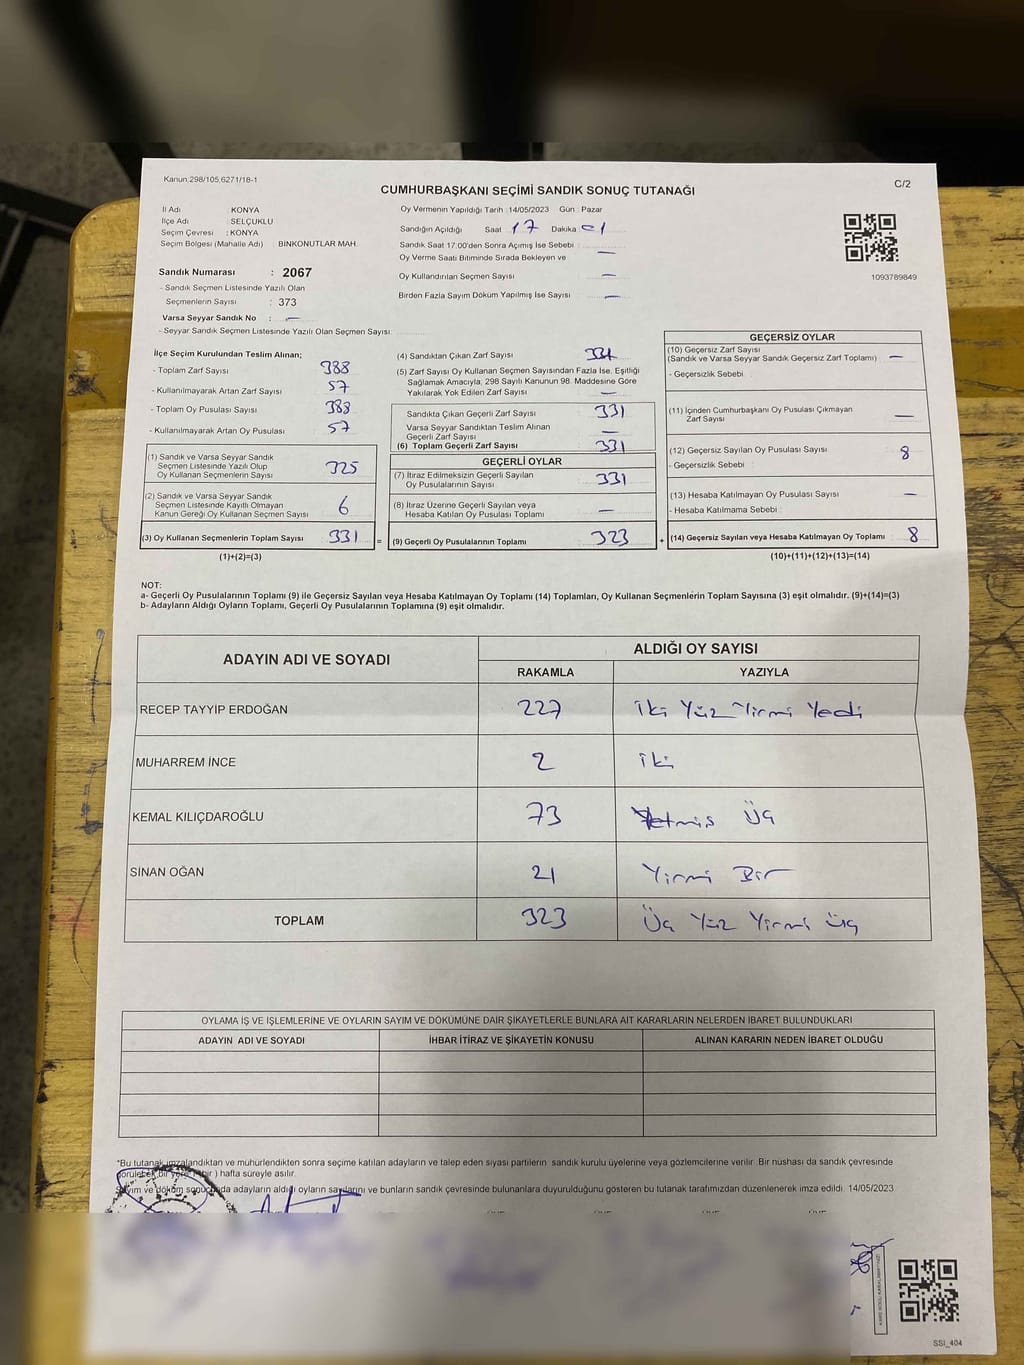 Kanun:298/105,6271/18-1
C/2
CUMHURBAŞKANI SEÇİMİ SANDIK SONUÇ TUTANAĞI
İl Adı : KONYA
İlçe Adı : SELÇUKLU
Seçim Çevresi : KONYA
Seçim Bölgesi (Mahalle Adı) : BİNKONUTLAR MAH.
Sandık Numarası : 2067
- Sandık Seçmen Listesinde Yazılı Olan
Seçmenlerin Sayısı : 373
Varsa Seyyar Sandık No : —
- Seyyar Sandık Seçmen Listesinde Yazılı Olan Seçmen Sayısı:
Oy Vermenin Yapıldığı Tarih :14/05/2023 Gün : Pazar
Sandığın Açıldığı Saat 17 Dakika 01
Sandık Saat 17:00'den Sonra Açımış İse Sebebi
Oy Verme Saati Bitiminde Sırada Bekleyen ve —
Oy Kullandırılan Seçmen Sayısı —
Birden Fazla Sayım Döküm Yapılmış İse Sayısı —
1093789849
İlçe Seçim Kurulundan Teslim Alınan;
- Toplam Zarf Sayısı 388
- Kullanılmayarak Artan Zarf Sayısı 57
- Toplam Oy Pusulası Sayısı 388
- Kullanılmayarak Artan Oy Pusulası 57
(1) Sandık ve Varsa Seyyar Sandık
Seçmen Listesinde Yazılı Olup
Oy Kullanan Seçmenlerin Sayısı 325
(2) Sandık ve Varsa Seyyar Sandık
Seçmen Listesinde Kayıtlı Olmayan
Kanun Gereği Oy Kullanan Seçmen Sayısı 6
(3) Oy Kullanan Seçmenlerin Toplam Sayısı 331 =
(1)+(2)=(3)
(4) Sandıktan Çıkan Zarf Sayısı 331
(5) Zarf Sayısı Oy Kullanan Seçmen Sayısından Fazla İse, Eşitliği
Sağlamak Amacıyla, 298 Sayılı Kanunun 98. Maddesine Göre
Yakılarak Yok Edilen Zarf Sayısı —
Sandıkta Çıkan Geçerli Zarf Sayısı 331
Varsa Seyyar Sandıktan Teslim Alınan
Geçerli Zarf Sayısı —
(6) Toplam Geçerli Zarf Sayısı 331
GEÇERLİ OYLAR
(7) İtiraz Edilmeksizin Geçerli Sayılan
Oy Pusulalarının Sayısı 331
(8) İtiraz Üzerine Geçerli Sayılan veya
Hesaba Katılan Oy Pusulası Toplamı —
(9) Geçerli Oy Pusulalarının Toplamı 323 +
GEÇERSİZ OYLAR
(10) Geçersiz Zarf Sayısı
(Sandık ve Varsa Seyyar Sandık Geçersiz Zarf Toplamı) —
- Geçersizlik Sebebi
(11) İçinden Cumhurbaşkanı Oy Pusulası Çıkmayan
Zarf Sayısı —
(12) Geçersiz Sayılan Oy Pusulası Sayısı 8
- Geçersizlik Sebebi
(13) Hesaba Katılmayan Oy Pusulası Sayısı —
- Hesaba Katılmama Sebebi
(14) Geçersiz Sayılan veya Hesaba Katılmayan Oy Toplamı 8
(10)+(11)+(12)+(13)=(14)
NOT:
a- Geçerli Oy Pusulalarının Toplamı (9) ile Geçersiz Sayılan veya Hesaba Katılmayan Oy Toplamı (14) Toplamları, Oy Kullanan Seçmenlerin Toplam Sayısına (3) eşit olmalıdır. (9)+(14)=(3)
b- Adayların Aldığı Oyların Toplamı, Geçerli Oy Pusulalarının Toplamına (9) eşit olmalıdır.
ADAYIN ADI VE SOYADI
ALDIĞI OY SAYISI
RAKAMLA YAZIYLA
RECEP TAYYİP ERDOĞAN 227 İki Yüz Yirmi Yedi
MUHARREM İNCE 2 İki
KEMAL KILIÇDAROĞLU 73 Yetmiş Üç
SİNAN OĞAN 21 Yirmi Bir
TOPLAM 323 Üç Yüz Yirmi Üç
OYLAMA İŞ VE İŞLEMLERİNE VE OYLARIN SAYIM VE DÖKÜMÜNE DAİR ŞİKAYETLERLE BUNLARA AİT KARARLARIN NELERDEN İBARET BULUNDUKLARI
ADAYIN ADI VE SOYADI İHBAR İTİRAZ VE ŞİKAYETİN KONUSU ALINAN KARARIN NEDEN İBARET OLDUĞU
*Bu tutanak imzalandıktan ve mühürlendikten sonra seçime katılan adayların ve talep eden siyasi partilerin sandık kurulu üyelerine veya gözlemcilerine verilir. Bir nüshası da sandık çevresinde
görülebilen bir yere (bir ) hafta süreyle asılır.
Sayım ve döküm sonucunda adayların aldığı oyların sayılarını ve bunların sandık çevresinde bulunanlara duyurulduğunu gösteren bu tutanak tarafımızdan düzenlenerek imza edildi. 14/05/2023
SSİ_404